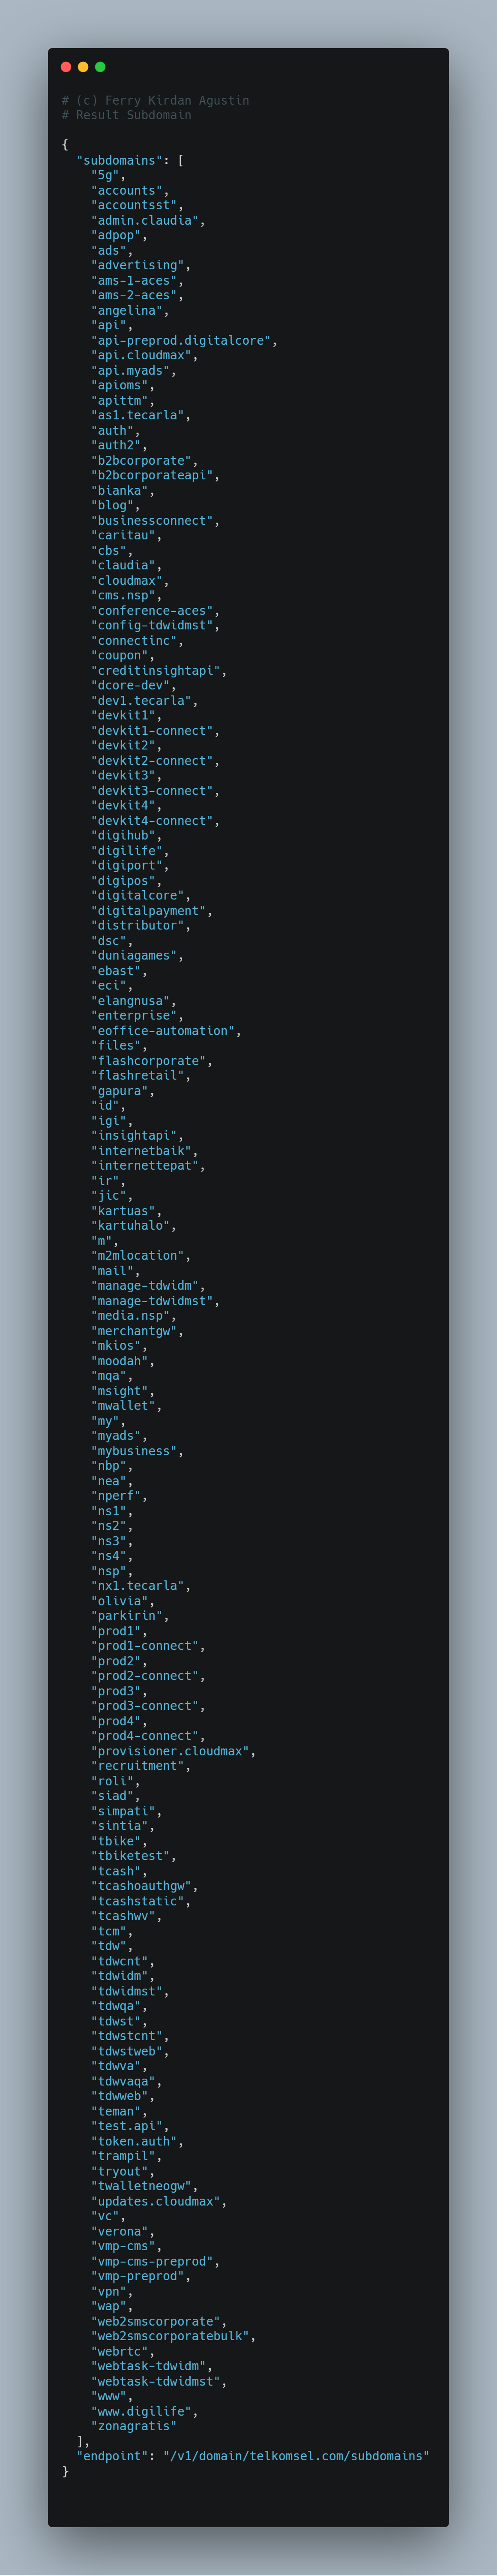 # (c) Ferry Kirdan Agustin
# Result Subdomain
{
"subdomains": [
"5g",
"accounts",
"accountsst",
"admin.claudia",
"adpop",
"ads",
"advertising",
"ams-1-aces",
"ams-2-aces",
"angelina",
"api",
"api-preprod.digitalcore",
"api.cloudmax",
"api.myads",
"apioms",
"apittm",
"as1.tecarla",
"auth",
"auth2",
"b2bcorporate",
"b2bcorporateapi",
"bianka",
"blog",
"businessconnect",
"caritau",
"cbs",
"claudia",
"cloudmax",
"cms.nsp",
"conference-aces",
"config-tdwidmst",
"connectinc",
"coupon",
"creditinsightapi",
"dcore-dev",
"dev1.tecarla",
"devkit1",
"devkit1-connect",
"devkit2",
"devkit2-connect",
"devkit3",
"devkit3-connect",
"devkit4",
"devkit4-connect",
"digihub",
"digilife",
"digiport",
"digipos",
"digitalcore",
"digitalpayment",
"distributor",
"dsc",
"duniagames",
"ebast",
"eci",
"elangnusa",
"enterprise",
"eoffice-automation",
"files",
"flashcorporate",
"flashretail",
"gapura",
"id",
"igi",
"insightapi",
"internetbaik",
"internettepat",
"ir",
"jic",
"kartuas",
"kartuhalo",
"m",
"m2mlocation",
"mail",
"manage-tdwidm",
"manage-tdwidmst",
"media.nsp",
"merchantgw",
"mkios",
"moodah",
"mqa",
"msight",
"mwallet",
"my",
"myads",
"mybusiness",
"nbp",
"nea",
"nperf",
"ns1",
"ns2",
"ns3",
"ns4",
"nsp",
"nx1.tecarla",
"olivia",
"parkirin",
"prod1",
"prod1-connect",
"prod2",
"prod2-connect",
"prod3",
"prod3-connect",
"prod4",
"prod4-connect",
"provisioner.cloudmax",
"recruitment",
"roli",
"siad",
"simpati",
"sintia",
"tbike",
"tbiketest",
"tcash",
"tcashoauthgw",
"tcashstatic",
"tcashwv",
"tcm",
"tdw",
"tdwcnt",
"tdwidm",
"tdwidmst",
"tdwqa",
"tdwst",
"tdwstcnt",
"tdwstweb",
"tdwva",
"tdwvaqa",
"tdwweb",
"teman",
"test.api",
"token.auth",
"trampil",
"tryout",
"twalletneogw",
"updates.cloudmax",
"vc",
"verona",
"vmp-cms",
"vmp-cms-preprod",
"vmp-preprod",
"vpn",
"wap",
"web2smscorporate",
"web2smscorporatebulk",
"webrtc",
"webtask-tdwidm",
"webtask-tdwidmst",
"www",
"www.digilife",
"zonagratis"
],
"endpoint": "/v1/domain/telkomsel.com/subdomains"
}